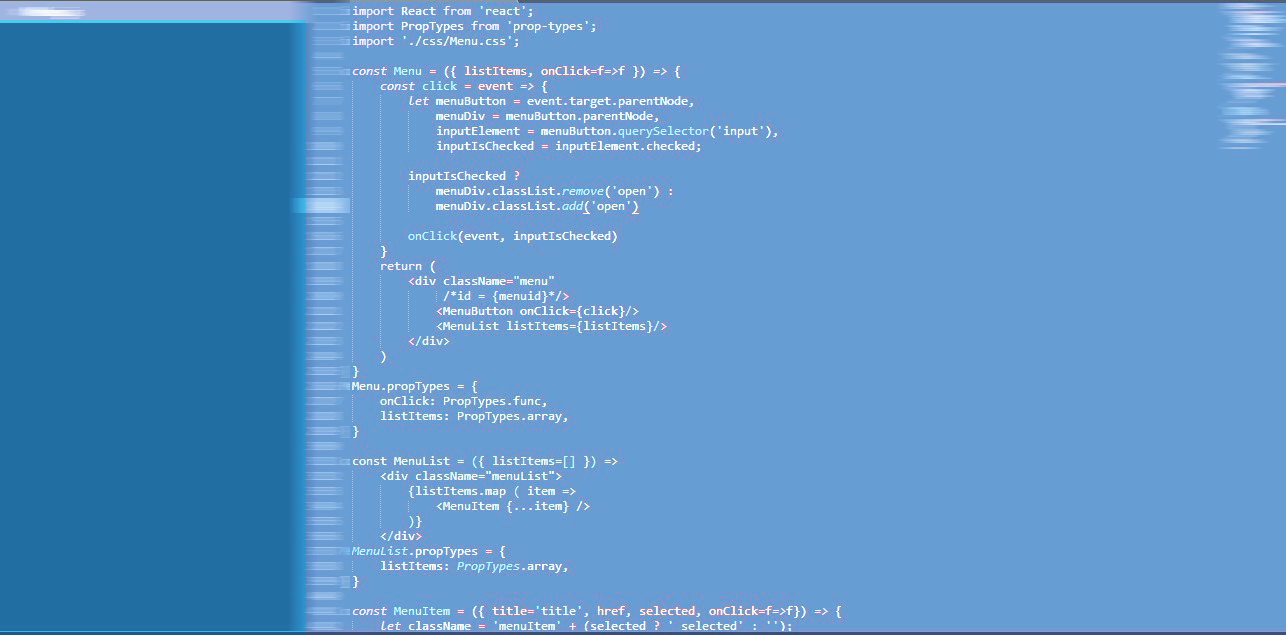 import React from 'react';
import PropTypes from 'prop-types';
import './css/Menu.css';
const Menu = ({ listItems, onClick=f=>f }) => {
const click = event => {
let menuButton = event.target.parentNode,
menuDiv = menuButton.parentNode,
inputElement = menuButton.querySelector('input'),
inputIsChecked = inputElement.checked;
inputIsChecked ?
menuDiv.classList.remove('open') :
menuDiv.classList.add('open')
onClick(event, inputIsChecked)
}
return (
<div className="menu"
/*id = {menuid}*/>
<MenuButton onClick={click}/>
<MenuList listItems={listItems}/>
</div>
)
}
Menu.propTypes = {
onClick: PropTypes.func,
listItems: PropTypes.array,
}
const MenuList = ({ listItems=[] }) =>
<div className="menuList">
{listItems.map ( item =>
<MenuItem {...item} />
)}
</div>
MenuList.propTypes = {
listItems: PropTypes.array,
}
const MenuItem = ({ title='title', href, selected, onClick=f=>f}) => {
let className = 'menuItem' + (selected ? ' selected' : '');